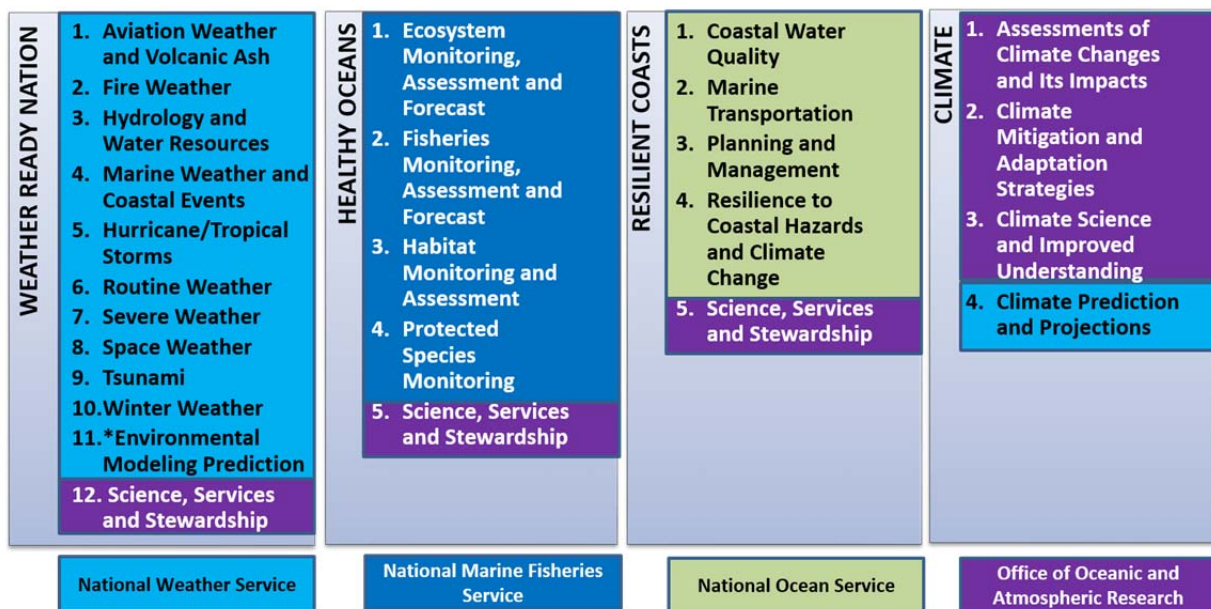 WEATHER READY NATION
1. Aviation Weather
and Volcanic Ash
2. Fire Weather
3. Hydrology and
Water Resources
4. Marine Weather and
Coastal Events
5. Hurricane/Tropical
Storms
6. Routine Weather
7. Severe Weather
8. Space Weather
9. Tsunami
10.Winter Weather
11.*Environmental
Modeling Prediction
12. Science, Services
and Stewardship
National Weather Service
HEALTHY OCEANS
1. Ecosystem
Monitoring,
Assessment and
Forecast
2. Fisheries
Monitoring,
Assessment and
Forecast
3. Habitat
Monitoring and
Assessment
4. Protected
Species
Monitoring
5. Science, Services
and Stewardship
National Marine Fisheries
Service
RESILIENT COASTS
1. Coastal Water
Quality
2. Marine
Transportation
3. Planning and
Management
4. Resilience to
Coastal Hazards
and Climate
Change
5. Science, Services
and Stewardship
National Ocean Service
CLIMATE
1. Assessments of
Climate Changes
and Its Impacts
2. Climate
Mitigation and
Adaptation
Strategies
3. Climate Science
and Improved
Understanding
4. Climate Prediction
and Projections
Office of Oceanic and
Atmospheric Research